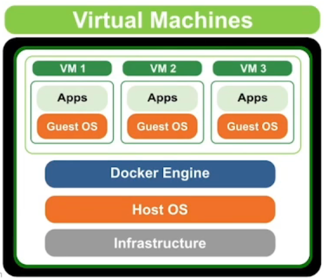 Virtual Machines
VM 1 VM 2 VM 3
Apps Apps Apps
Guest OS Guest OS Guest OS
Docker Engine
Host OS
Infrastructure